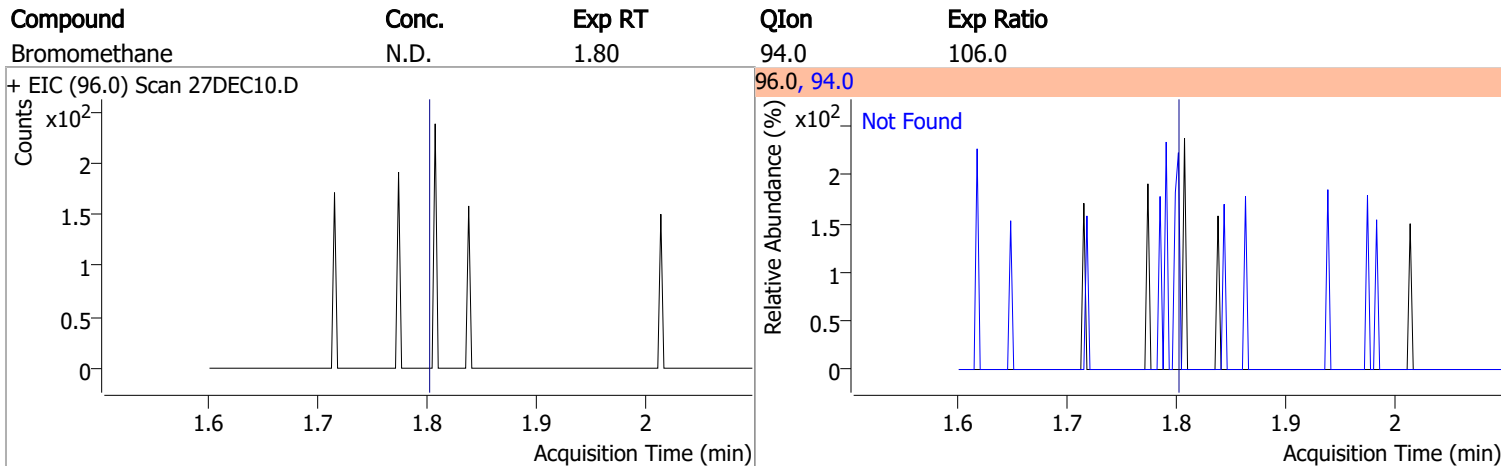 Compound Conc. Exp RT QIon Exp Ratio
Bromomethane N.D. 1.80 94.0 106.0
+ EIC (96.0) Scan 27DEC10.D
Counts
x10²
2
1.5
1
0.5
0
1.6 1.7 1.8 1.9 2
Acquisition Time (min)
96.0, 94.0
Relative Abundance (%)
x10²
Not Found
2
1.5
1
0.5
0
1.6 1.7 1.8 1.9 2
Acquisition Time (min)